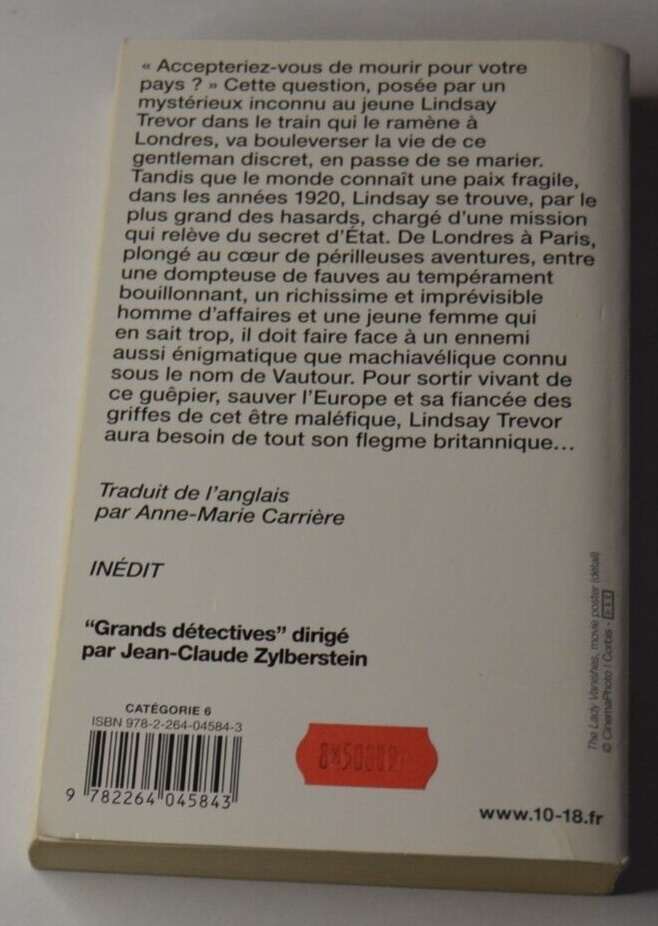 « Accepteriez-vous de mourir pour votre
pays ? » Cette question, posée par un
mystérieux inconnu au jeune Lindsay
Trevor dans le train qui le ramène à
Londres, va bouleverser la vie de ce
gentleman discret, en passe de se marier.
Tandis que le monde connaît une paix fragile,
dans les années 1920, Lindsay se trouve, par le
plus grand des hasards, chargé d'une mission
qui relève du secret d'État. De Londres à Paris,
plongé au cœur de périlleuses aventures, entre
une dompteuse de fauves au tempérament
bouillonnant, un richissime et imprévisible
homme d'affaires et une jeune femme qui
en sait trop, il doit faire face à un ennemi
aussi énigmatique que machiavélique connu
sous le nom de Vautour. Pour sortir vivant de
ce guêpier, sauver l'Europe et sa fiancée des
griffes de cet être maléfique, Lindsay Trevor
aura besoin de tout son flegme britannique...
Traduit de l'anglais
par Anne-Marie Carrière
INÉDIT
"Grands détectives" dirigé
par Jean-Claude Zylberstein
CATÉGORIE 6
ISBN 978-2-264-04584-3
9 782264 045843
www.10-18.fr
The Lady Vanishes, movie poster (détail)
© CinemaPhoto / Corbis -